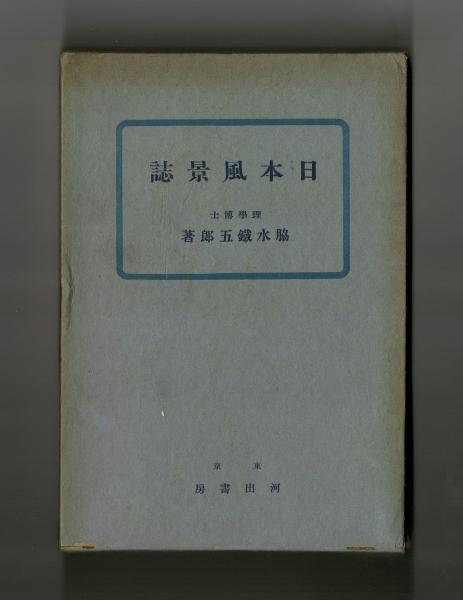 日本風景誌
理學博士
脇水鐵五郎著
東京
河出書房